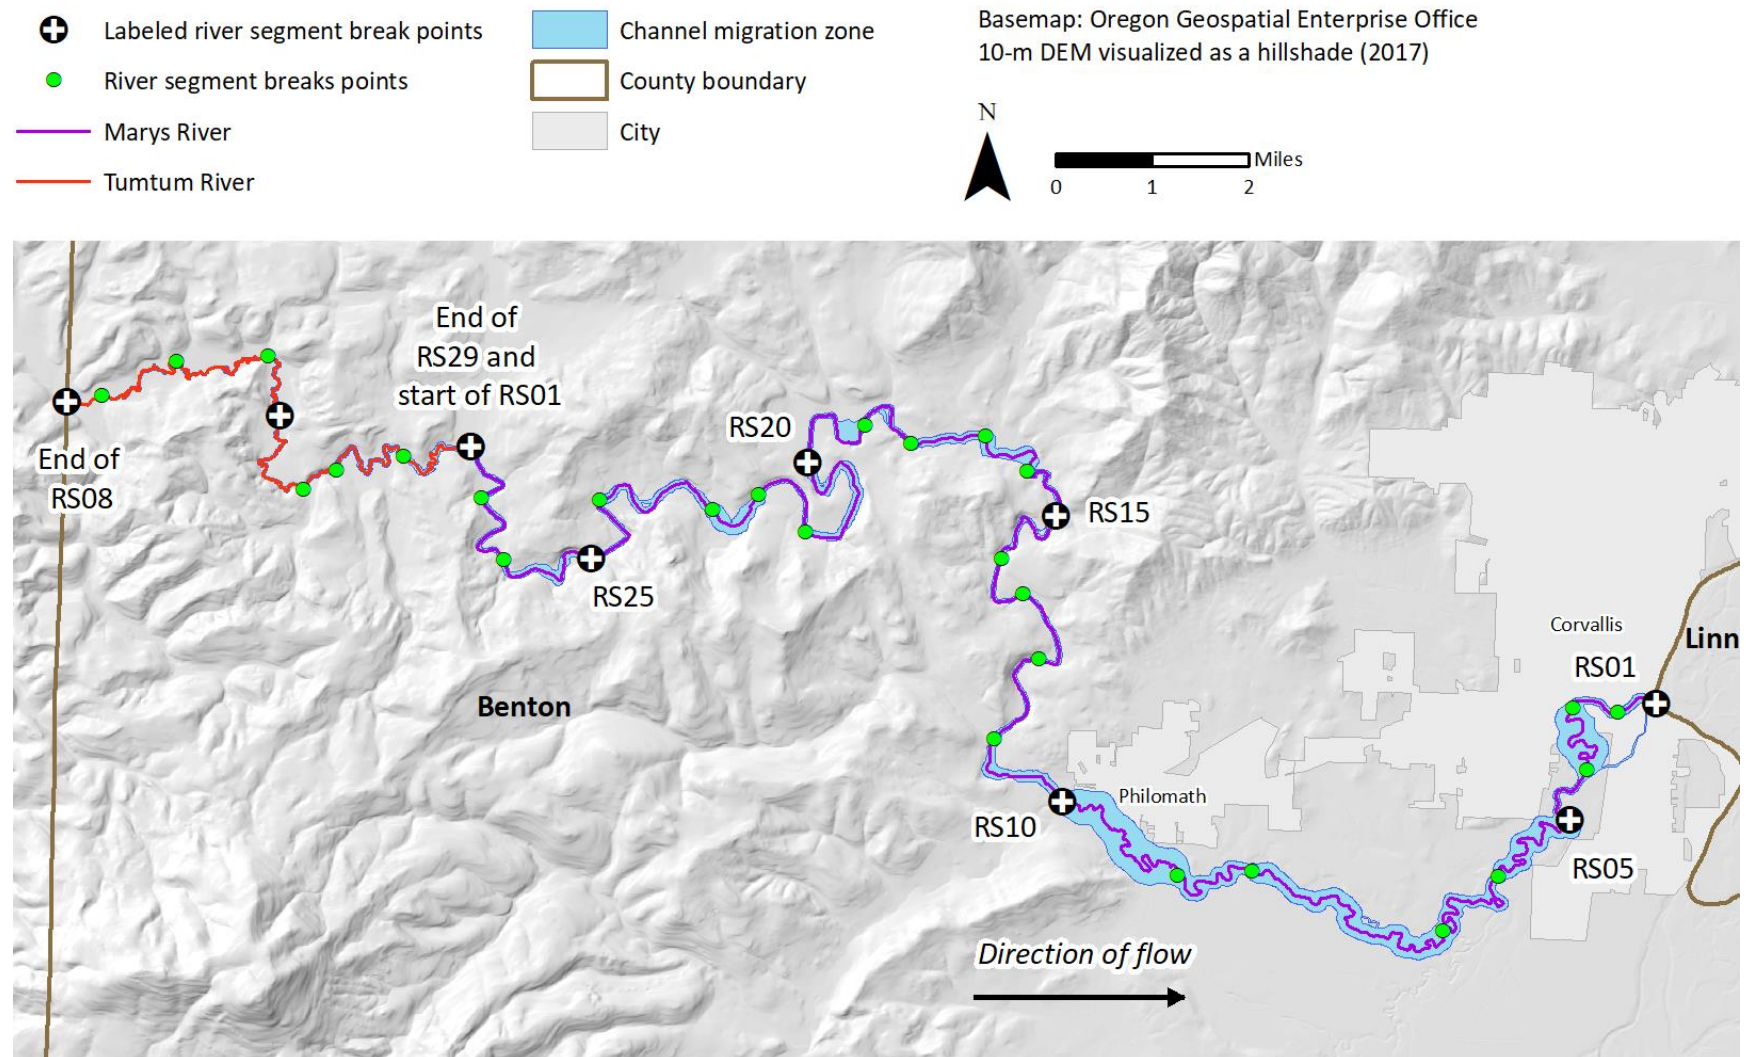 Labeled river segment break points
River segment breaks points
Marys River
Tumtum River
Channel migration zone
County boundary
City
Basemap: Oregon Geospatial Enterprise Office
10-m DEM visualized as a hillshade (2017)
N
Miles
0 1 2
End of
RS29 and
start of RS01
End of
RS08
RS20
RS15
RS25
Corvallis
Linn
RS01
Benton
Philomath
RS10
RS05
Direction of flow